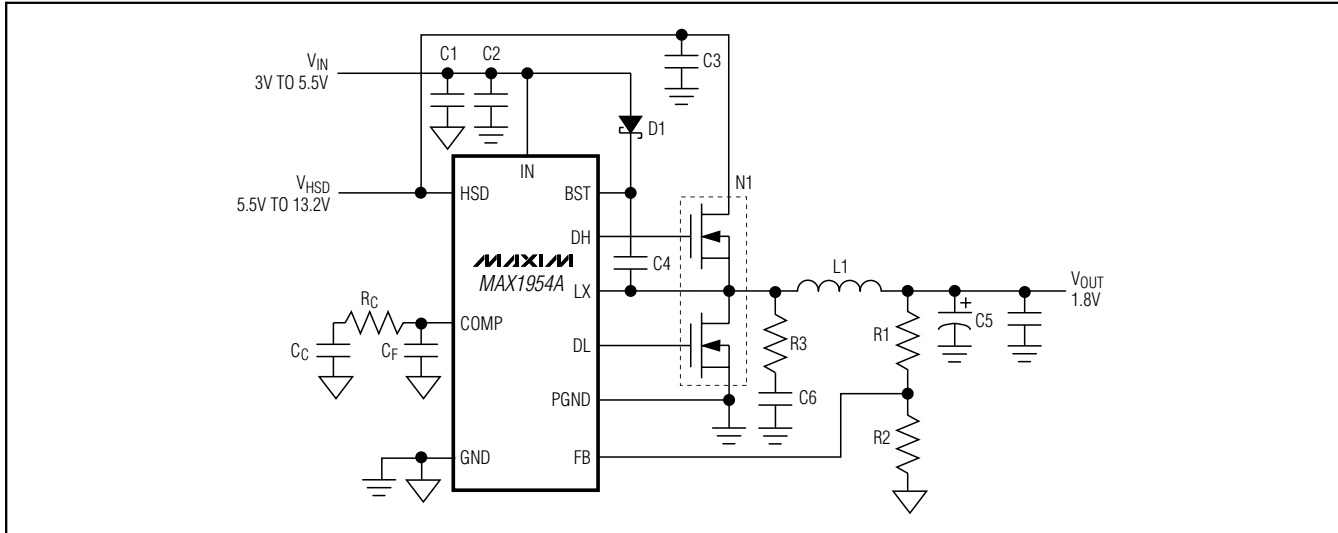 C1
C2
C3
VIN
3V TO 5.5V
D1
IN
N1
VHSD
5.5V TO 13.2V
HSD
BST
DH
MAXIM
MAX1954A
C4
LX
L1
VOUT
1.8V
RC
COMP
CC
CF
DL
R3
R1
+
C5
PGND
C6
R2
GND
FB